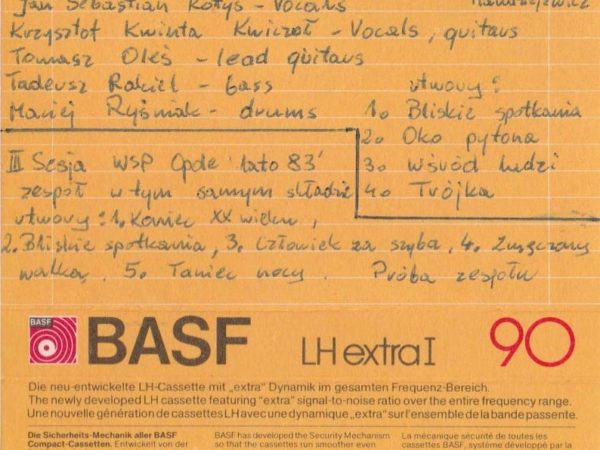 Jan Sebastian Kotys - Vocals
Krzysztof Kwinta Kwiczoł - Vocals, guitars
Tomasz Oleś - lead guitars
Tadeusz Rakiel - bass
Maciej Ryśniak - drums
utwory:
1. Bliskie spotkania
2. Oko pytona
3. Wśród ludzi
4. Trójka
III Sesja WSP Opole 'lato 83'
zespół w tym samym składzie
utwory: 1. Koniec XX wieku,
2. Bliskie spotkania, 3. Człowiek za szybą, 4. Zmęczony
walką, 5. Taniec nocy. Próba zespołu
BASF
BASF LH extra I 90
Die neu-entwickelte LH-Cassette mit „extra" Dynamik im gesamten Frequenz-Bereich.
The newly developed LH cassette featuring "extra" signal-to-noise ratio over the entire frequency range.
Une nouvelle génération de cassettes LH avec une dynamique „extra" sur l'ensemble de la bande passante.
Die Sicherheits-Mechanik aller BASF
Compact-Cassetten. Entwickelt von der
BASF has developed the Security Mechanism
so that the cassettes run smoother even
La mécanique sécurité de toutes les
cassettes BASF, système développé par la